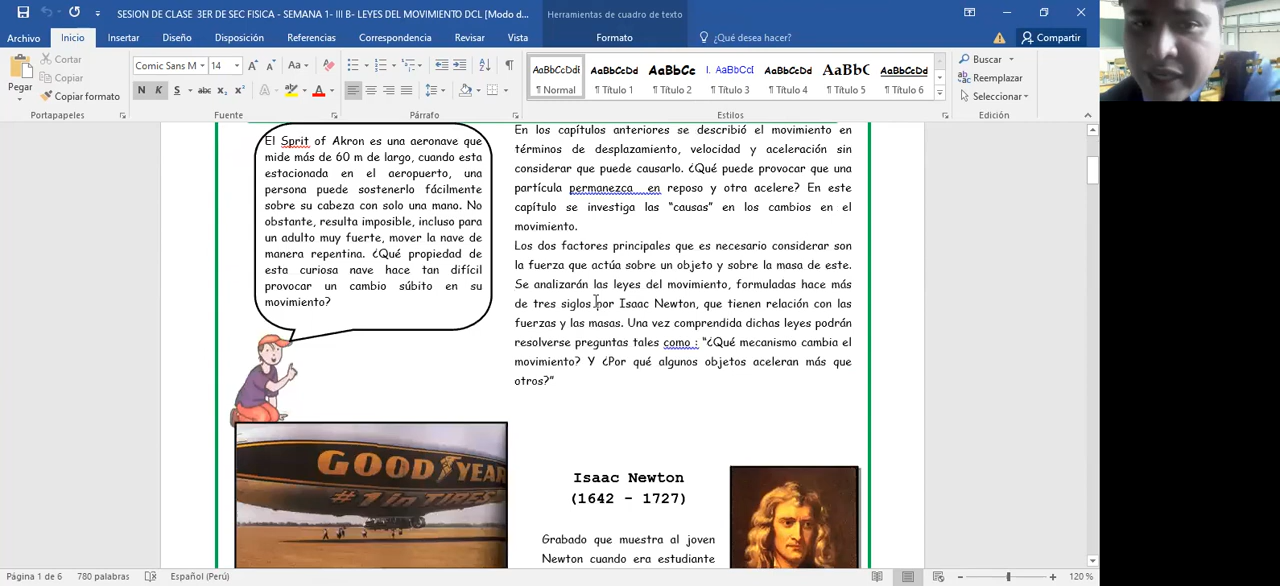 SESION DE CLASE 3ER DE SEC FISICA - SEMANA 1- III B- LEYES DEL MOVIMIENTO DCL [Modo d...
Herramientas de cuadro de texto
Archivo
Inicio
Insertar
Diseño
Disposición
Referencias
Correspondencia
Revisar
Vista
Formato
¿Qué desea hacer?
Compartir
Pegar
Cortar
Copiar
Copiar formato
Portapapeles
Comic Sans M
14
Aa
N K S abc x₂ x²
Fuente
Párrafo
AaBbCcDdE
¶ Normal
AaBbCcDd
¶ Título 1
AaBbCc
¶ Título 2
I. AaBbCcI
¶ Título 3
AaBbCcDd
¶ Título 4
AaBbC
¶ Título 5
AaBbCcDd
¶ Título 6
Estilos
Buscar
Reemplazar
Seleccionar
Edición
El Sprit of Akron es una aeronave que
mide más de 60 m de largo, cuando esta
estacionada en el aeropuerto, una
persona puede sostenerlo fácilmente
sobre su cabeza con solo una mano. No
obstante, resulta imposible, incluso para
un adulto muy fuerte, mover la nave de
manera repentina. ¿Qué propiedad de
esta curiosa nave hace tan difícil
provocar un cambio súbito en su
movimiento?
En los capítulos anteriores se describió el movimiento en
términos de desplazamiento, velocidad y aceleración sin
considerar que puede causarlo. ¿Qué puede provocar que una
partícula permanezca en reposo y otra acelere? En este
capítulo se investiga las “causas” en los cambios en el
movimiento.
Los dos factores principales que es necesario considerar son
la fuerza que actúa sobre un objeto y sobre la masa de este.
Se analizarán las leyes del movimiento, formuladas hace más
de tres siglos por Isaac Newton, que tienen relación con las
fuerzas y las masas. Una vez comprendida dichas leyes podrán
resolverse preguntas tales como : “¿Qué mecanismo cambia el
movimiento? Y ¿Por qué algunos objetos aceleran más que
otros?”
GOODYEAR
#1 in TIRES
Isaac Newton
(1642 - 1727)
Grabado que muestra al joven
Newton cuando era estudiante
Página 1 de 6
780 palabras
Español (Perú)
120 %